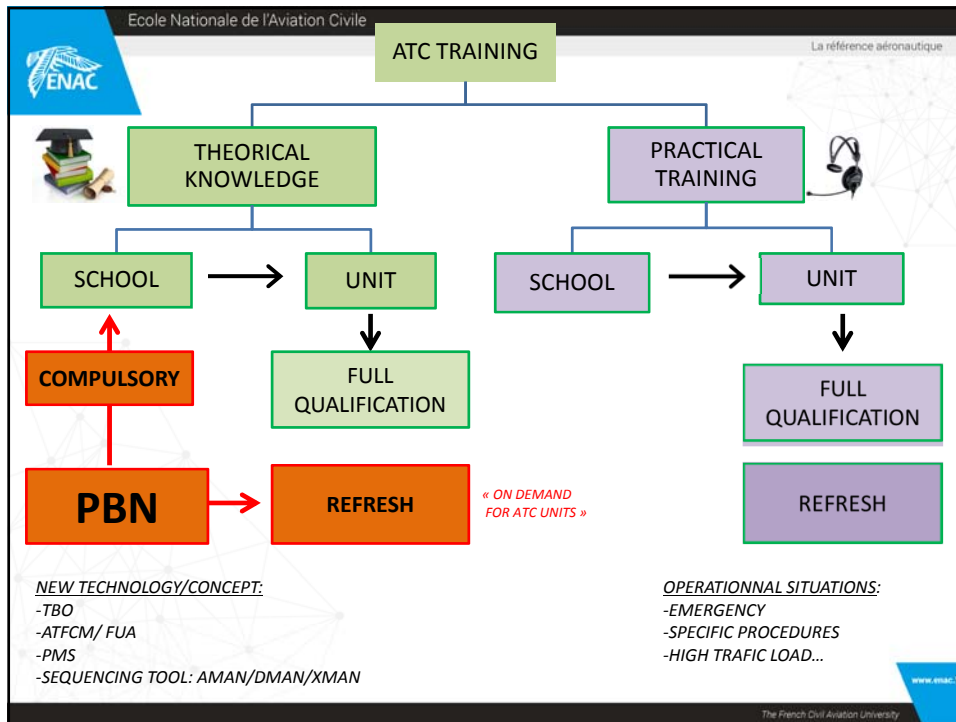 Ecole Nationale de l'Aviation Civile
La référence aéronautique
ENAC
ATC TRAINING
THEORICAL
KNOWLEDGE
PRACTICAL
TRAINING
SCHOOL
UNIT
SCHOOL
UNIT
COMPULSORY
FULL
QUALIFICATION
FULL
QUALIFICATION
PBN
REFRESH
« ON DEMAND
FOR ATC UNITS »
REFRESH
NEW TECHNOLOGY/CONCEPT:
-TBO
-ATFCM/ FUA
-PMS
-SEQUENCING TOOL: AMAN/DMAN/XMAN
OPERATIONNAL SITUATIONS:
-EMERGENCY
-SPECIFIC PROCEDURES
-HIGH TRAFIC LOAD...
www.enac.
The French Civil Aviation University